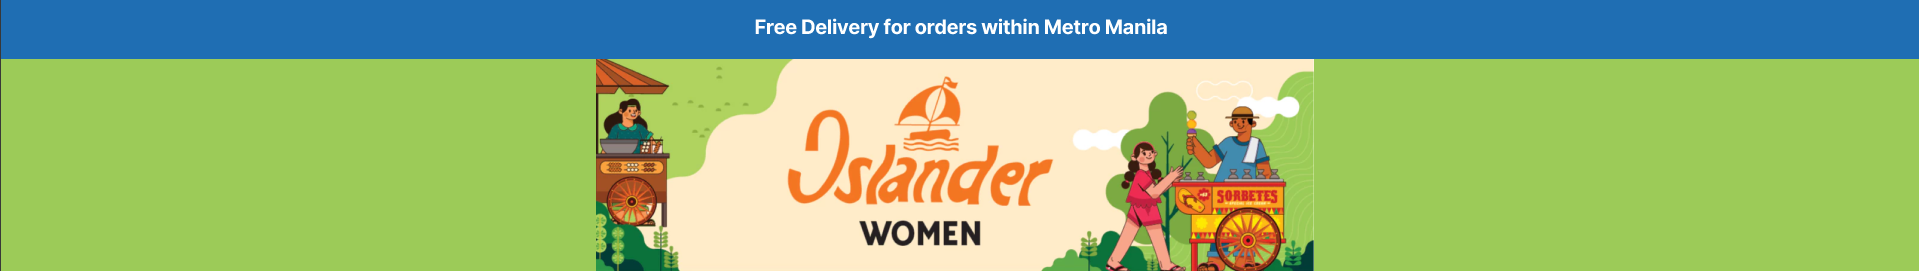 Free Delivery for orders within Metro Manila
Islander
WOMEN
SORBETES